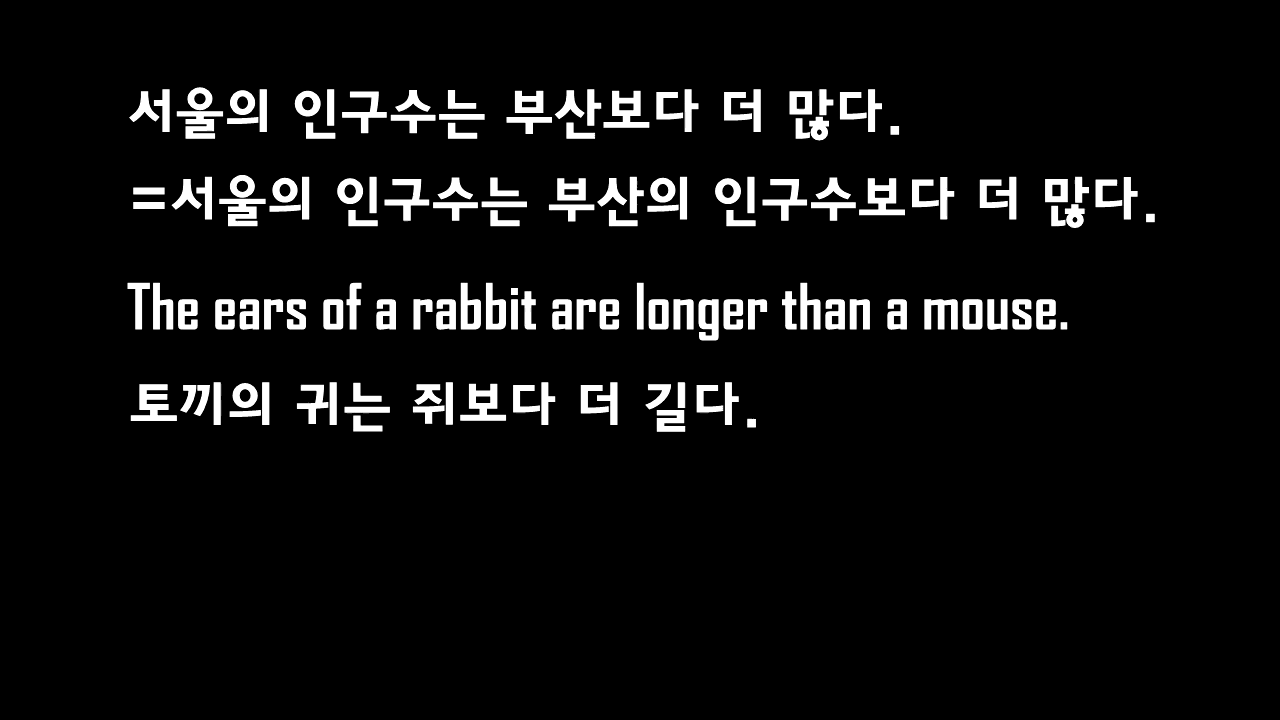 서울의 인구수는 부산보다 더 많다.
=서울의 인구수는 부산의 인구수보다 더 많다.
The ears of a rabbit are longer than a mouse.
토끼의 귀는 쥐보다 더 길다.